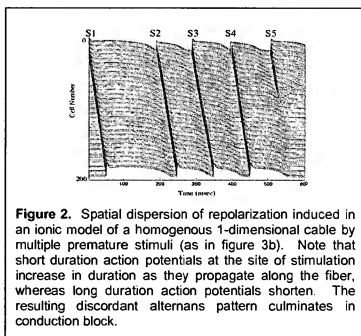 S1 S2 S3 S4 S5
0
Cell Number
200
100 200 300 400 500 600
Time (msec)
Figure 2. Spatial dispersion of repolarization induced in
an ionic model of a homogenous 1-dimensional cable by
multiple premature stimuli (as in figure 3b). Note that
short duration action potentials at the site of stimulation
increase in duration as they propagate along the fiber,
whereas long duration action potentials shorten. The
resulting discordant alternans pattern culminates in
conduction block.